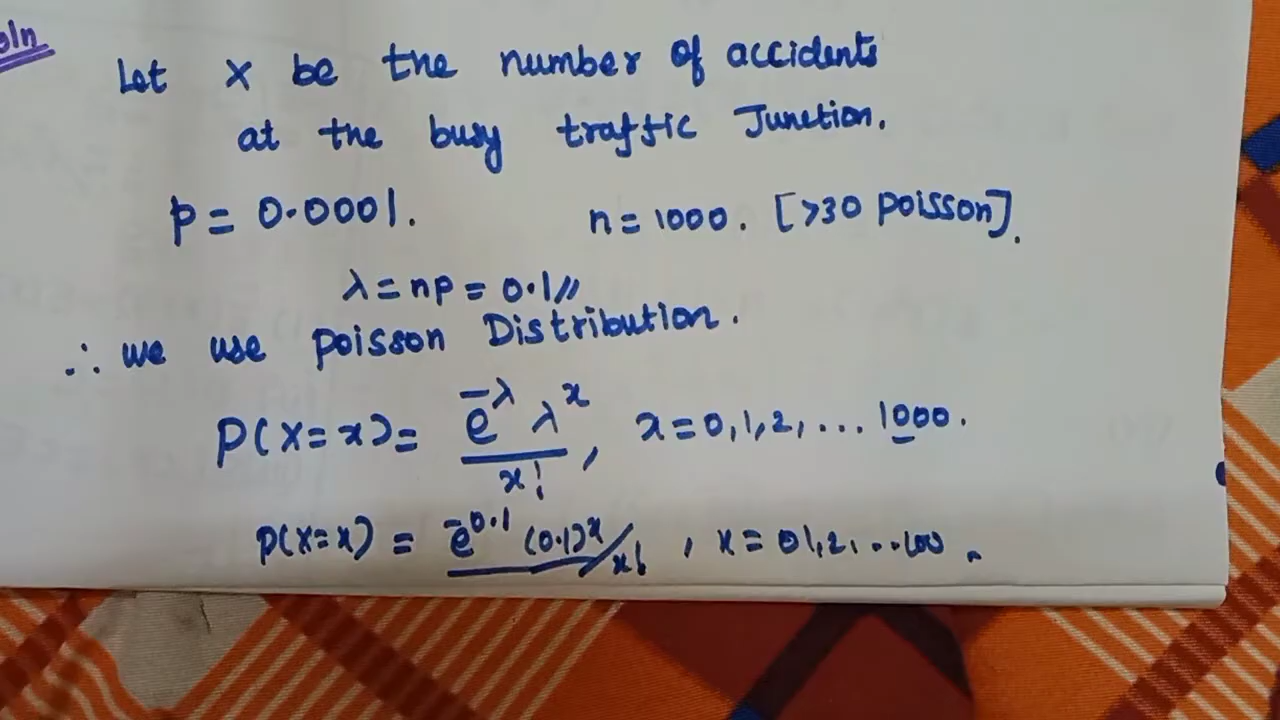 oln
Let X be the number of accidents
at the busy traffic Junction.
p = 0.0001. n = 1000. [>30 Poisson].
λ = np = 0.1//
∴ we use Poisson Distribution.
P(X=x) = e^-λ λ^x / x!, x = 0,1,2,... 1000.
P(X=x) = e^-0.1 (0.1)^x / x!, x = 0 1,2,...100.